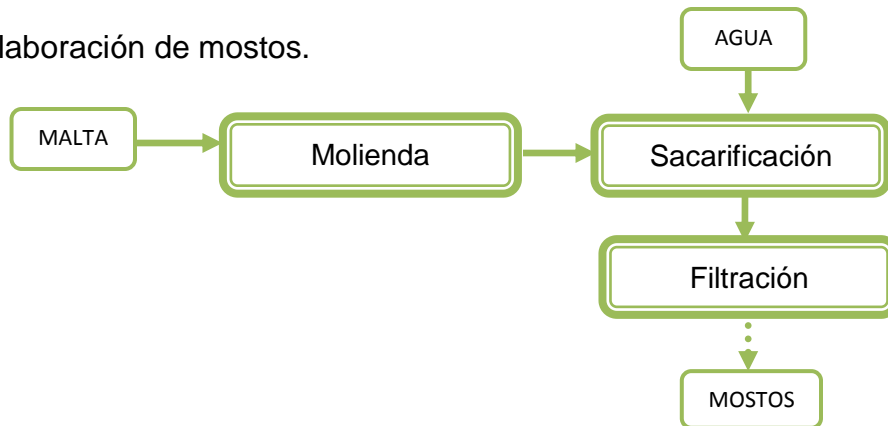 laboración de mostos.
AGUA
MALTA
Molienda
Sacarificación
Filtración
MOSTOS